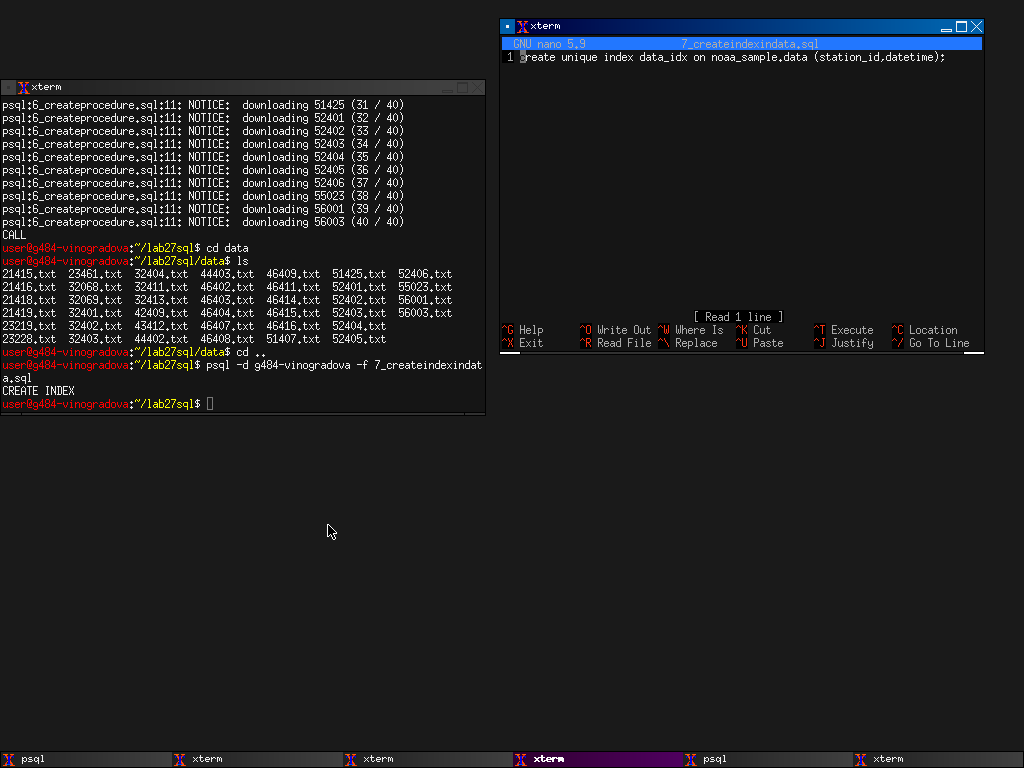 xterm
GNU nano 5.9 7_createindexindata.sql
1 create unique index data_idx on noaa_sample.data (station_id,datetime);
[ Read 1 line ]
^G Help ^O Write Out ^W Where Is ^K Cut ^T Execute ^C Location
^X Exit ^R Read File ^\ Replace ^U Paste ^J Justify ^/ Go To Line
xterm
psql:6_createprocedure.sql:11: NOTICE:  downloading 51425 (31 / 40)
psql:6_createprocedure.sql:11: NOTICE:  downloading 52401 (32 / 40)
psql:6_createprocedure.sql:11: NOTICE:  downloading 52402 (33 / 40)
psql:6_createprocedure.sql:11: NOTICE:  downloading 52403 (34 / 40)
psql:6_createprocedure.sql:11: NOTICE:  downloading 52404 (35 / 40)
psql:6_createprocedure.sql:11: NOTICE:  downloading 52405 (36 / 40)
psql:6_createprocedure.sql:11: NOTICE:  downloading 52406 (37 / 40)
psql:6_createprocedure.sql:11: NOTICE:  downloading 55023 (38 / 40)
psql:6_createprocedure.sql:11: NOTICE:  downloading 56001 (39 / 40)
psql:6_createprocedure.sql:11: NOTICE:  downloading 56003 (40 / 40)
CALL
user@g484-vinogradova:~/lab27sql$ cd data
user@g484-vinogradova:~/lab27sql/data$ ls
21415.txt  23461.txt  32404.txt  44403.txt  46409.txt  51425.txt  52406.txt
21416.txt  32068.txt  32411.txt  46402.txt  46411.txt  52401.txt  55023.txt
21418.txt  32069.txt  32413.txt  46403.txt  46414.txt  52402.txt  56001.txt
21419.txt  32401.txt  42409.txt  46404.txt  46415.txt  52403.txt  56003.txt
23219.txt  32402.txt  43412.txt  46407.txt  46416.txt  52404.txt
23228.txt  32403.txt  44402.txt  46408.txt  51407.txt  52405.txt
user@g484-vinogradova:~/lab27sql/data$ cd ..
user@g484-vinogradova:~/lab27sql$ psql -d g484-vinogradova -f 7_createindexindat
a.sql
CREATE INDEX
user@g484-vinogradova:~/lab27sql$
psql xterm xterm xterm psql xterm